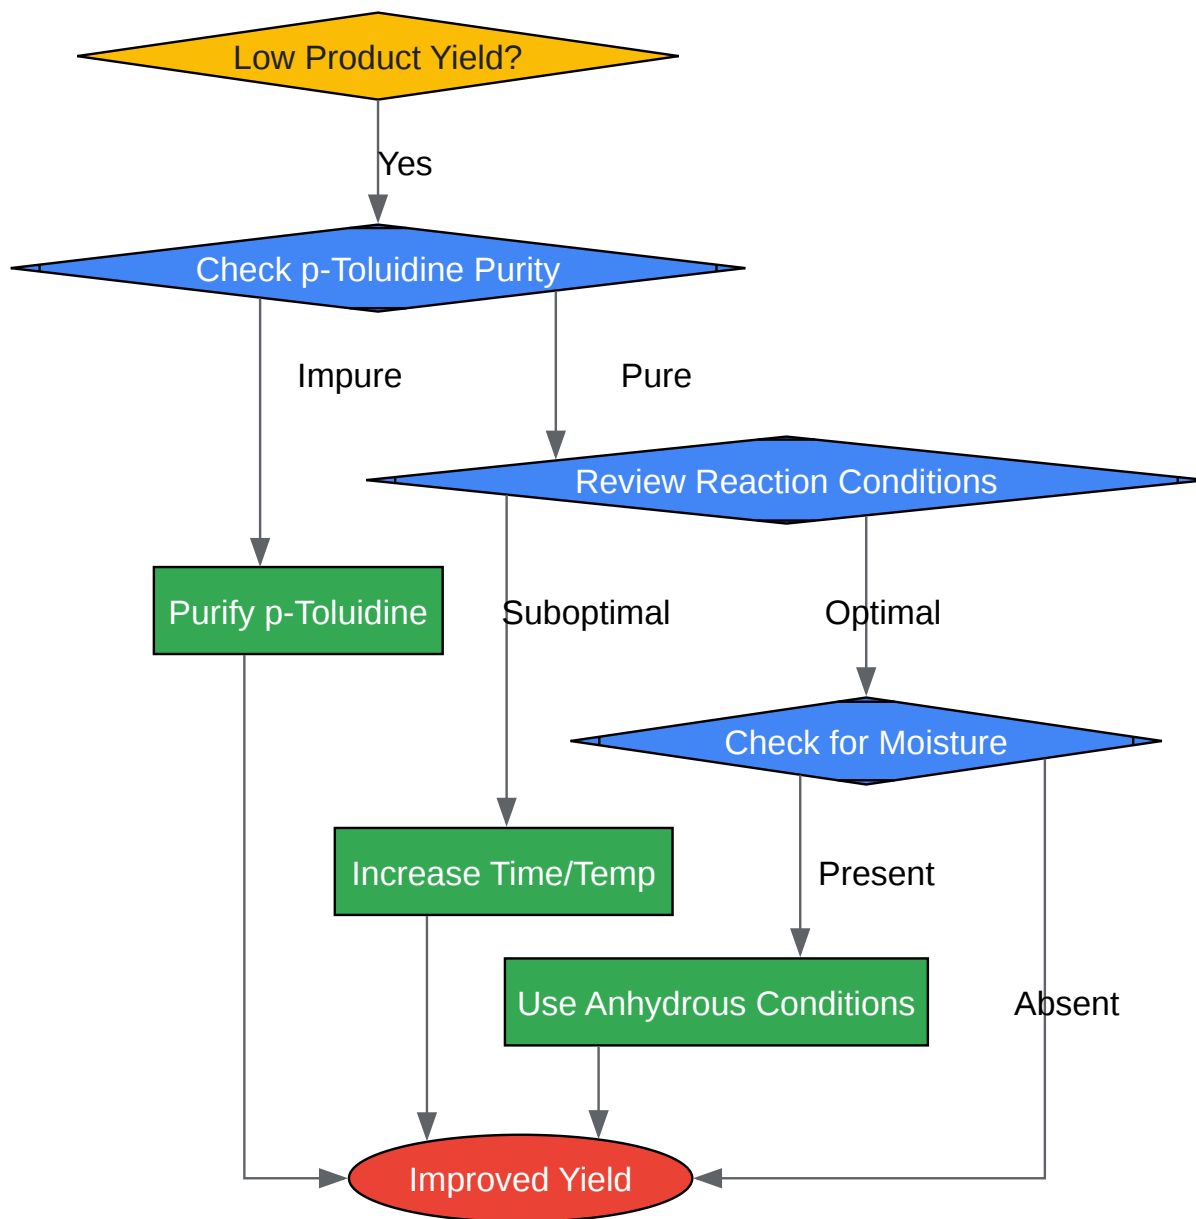 Low Product Yield?
Yes
Check p-Toluidine Purity
Impure
Pure
Review Reaction Conditions
Purify p-Toluidine
Suboptimal
Optimal
Check for Moisture
Increase Time/Temp
Present
Use Anhydrous Conditions
Absent
Improved Yield